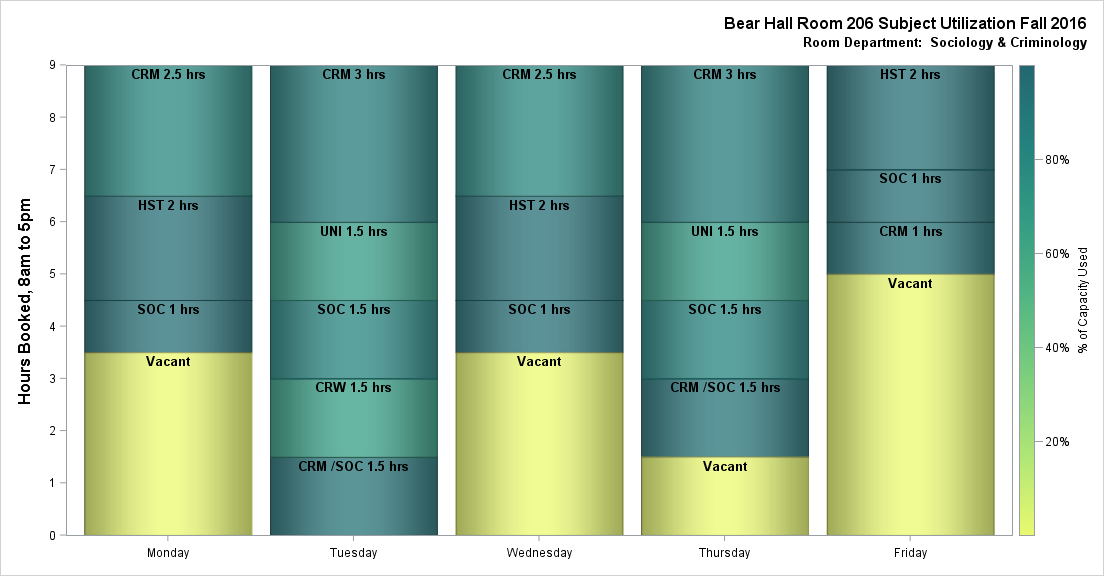 Bear Hall Room 206 Subject Utilization Fall 2016
Room Department:  Sociology & Criminology
Hours Booked, 8am to 5pm
9
8
7
6
5
4
3
2
1
0
CRM 2.5 hrs
HST 2 hrs
SOC 1 hrs
Vacant
Monday
CRM 3 hrs
UNI 1.5 hrs
SOC 1.5 hrs
CRW 1.5 hrs
CRM /SOC 1.5 hrs
Tuesday
CRM 2.5 hrs
HST 2 hrs
SOC 1 hrs
Vacant
Wednesday
CRM 3 hrs
UNI 1.5 hrs
SOC 1.5 hrs
CRM /SOC 1.5 hrs
Vacant
Thursday
HST 2 hrs
SOC 1 hrs
CRM 1 hrs
Vacant
Friday
80%
60%
40%
20%
% of Capacity Used